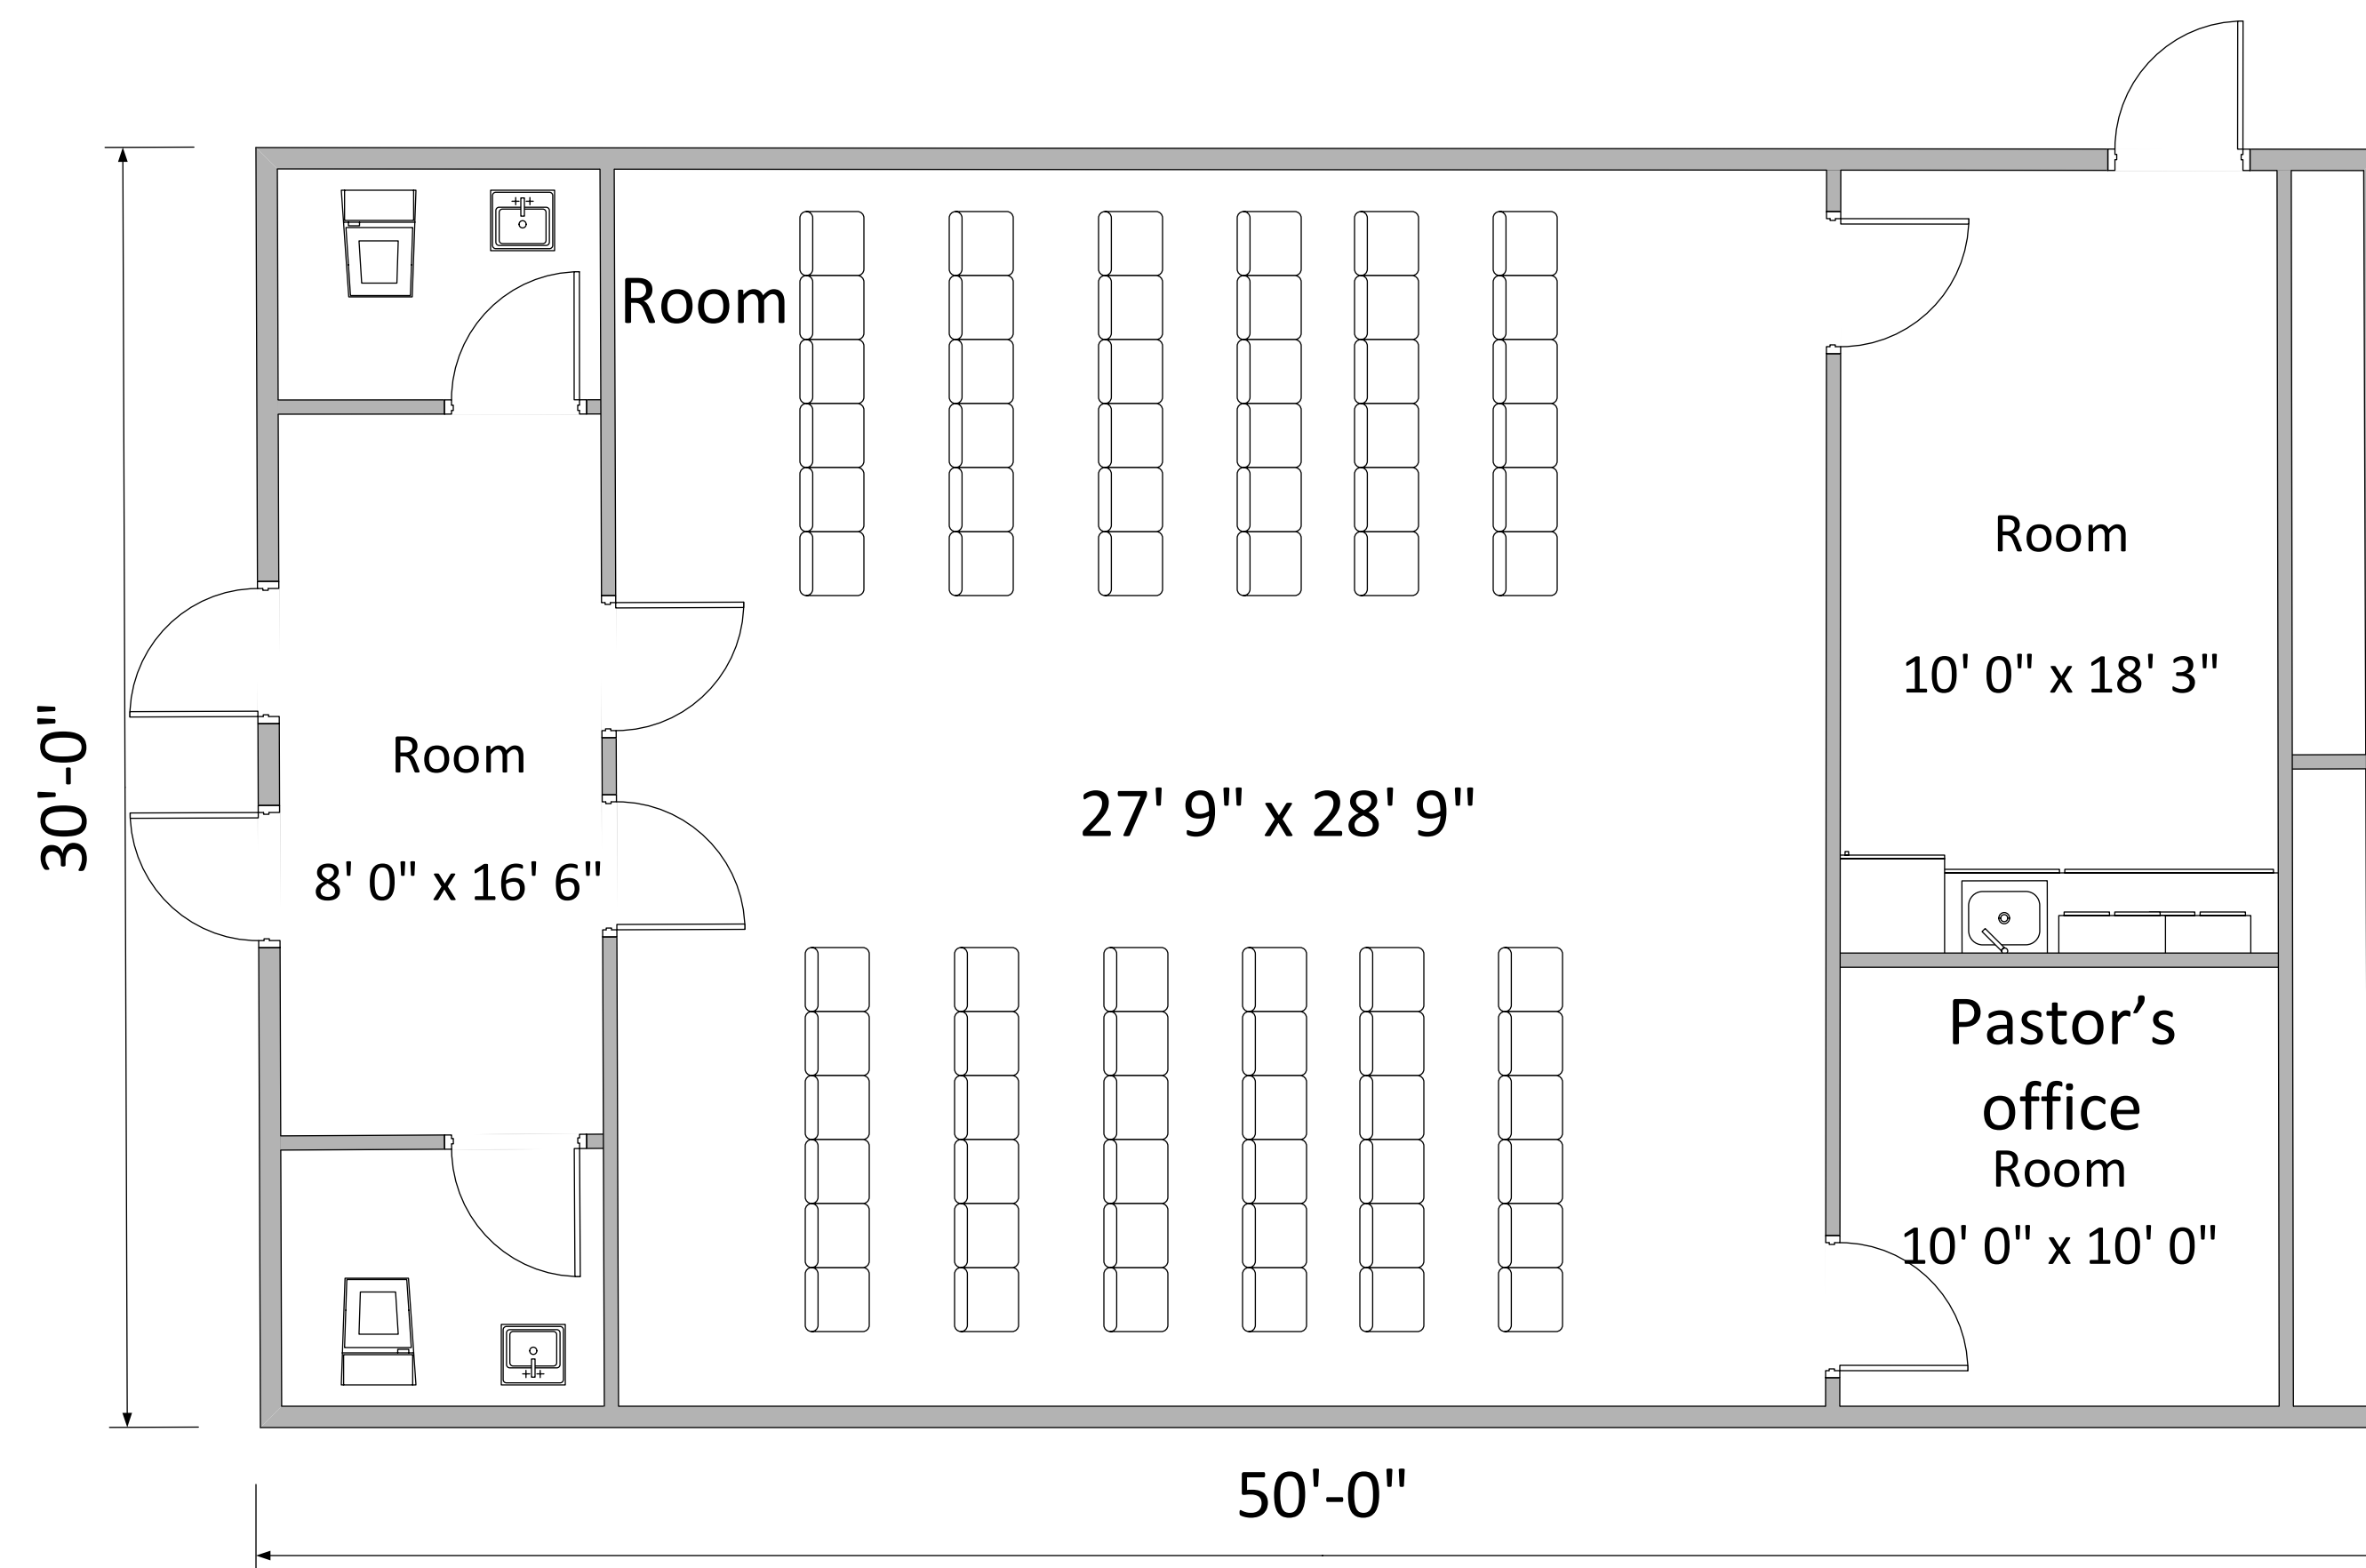 Room
Room
10' 0" x 18' 3"
30'-0"
Room
27' 9" x 28' 9"
8' 0" x 16' 6"
Pastor’s
office
Room
10' 0" x 10' 0"
50'-0"